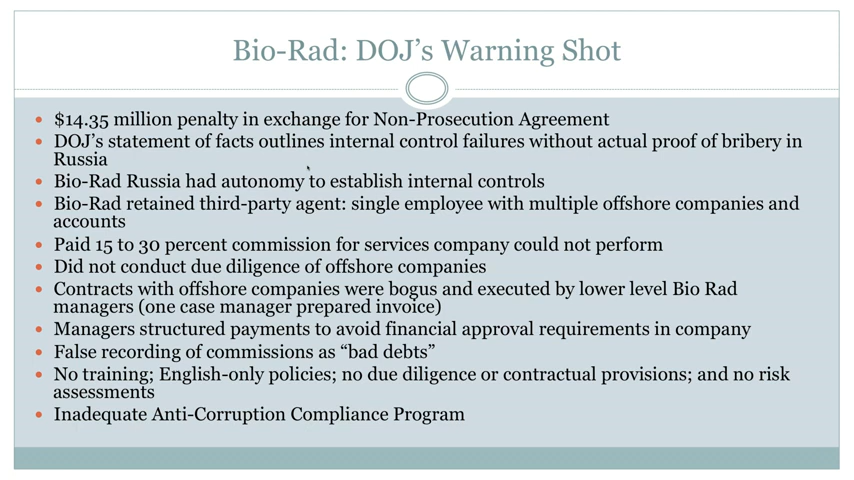 Bio-Rad: DOJ’s Warning Shot
$14.35 million penalty in exchange for Non-Prosecution Agreement
DOJ’s statement of facts outlines internal control failures without actual proof of bribery in
Russia
Bio-Rad Russia had autonomy to establish internal controls
Bio-Rad retained third-party agent: single employee with multiple offshore companies and
accounts
Paid 15 to 30 percent commission for services company could not perform
Did not conduct due diligence of offshore companies
Contracts with offshore companies were bogus and executed by lower level Bio Rad
managers (one case manager prepared invoice)
Managers structured payments to avoid financial approval requirements in company
False recording of commissions as “bad debts”
No training; English-only policies; no due diligence or contractual provisions; and no risk
assessments
Inadequate Anti-Corruption Compliance Program